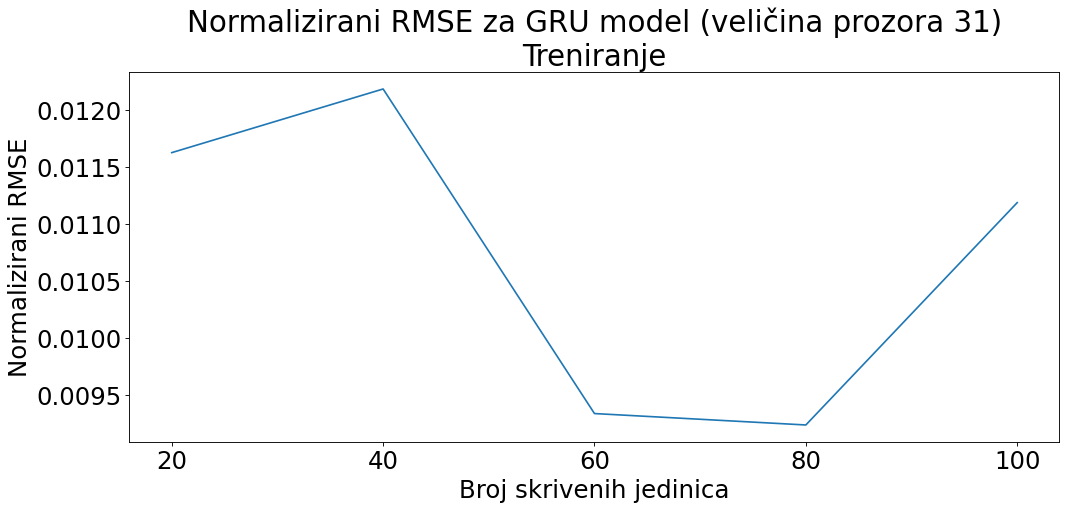 Normalizirani RMSE za GRU model (veličina prozora 31)
Treniranje
Normalizirani RMSE
0.0120
0.0115
0.0110
0.0105
0.0100
0.0095
20 40 60 80 100
Broj skrivenih jedinica